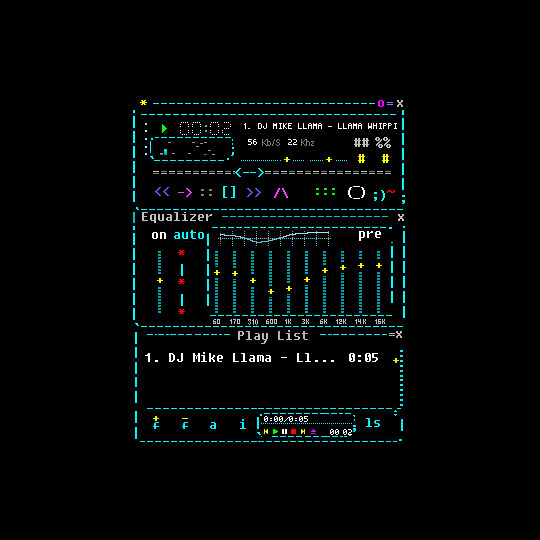 * o = x
00:02 1. DJ MIKE LLAMA - LLAMA WHIPPI
56 Kb/S 22 Khz ## %%
# #
<-->
<< -> :: [] >> /\ ::: (_) ;)~ ;
Equalizer x
on auto pre
60 170 310 600 1K 3K 6K 12K 14K 16K
Play List =x
1. DJ Mike Llama - Ll... 0:05
0:00/0:05
F F a i ls
00 02